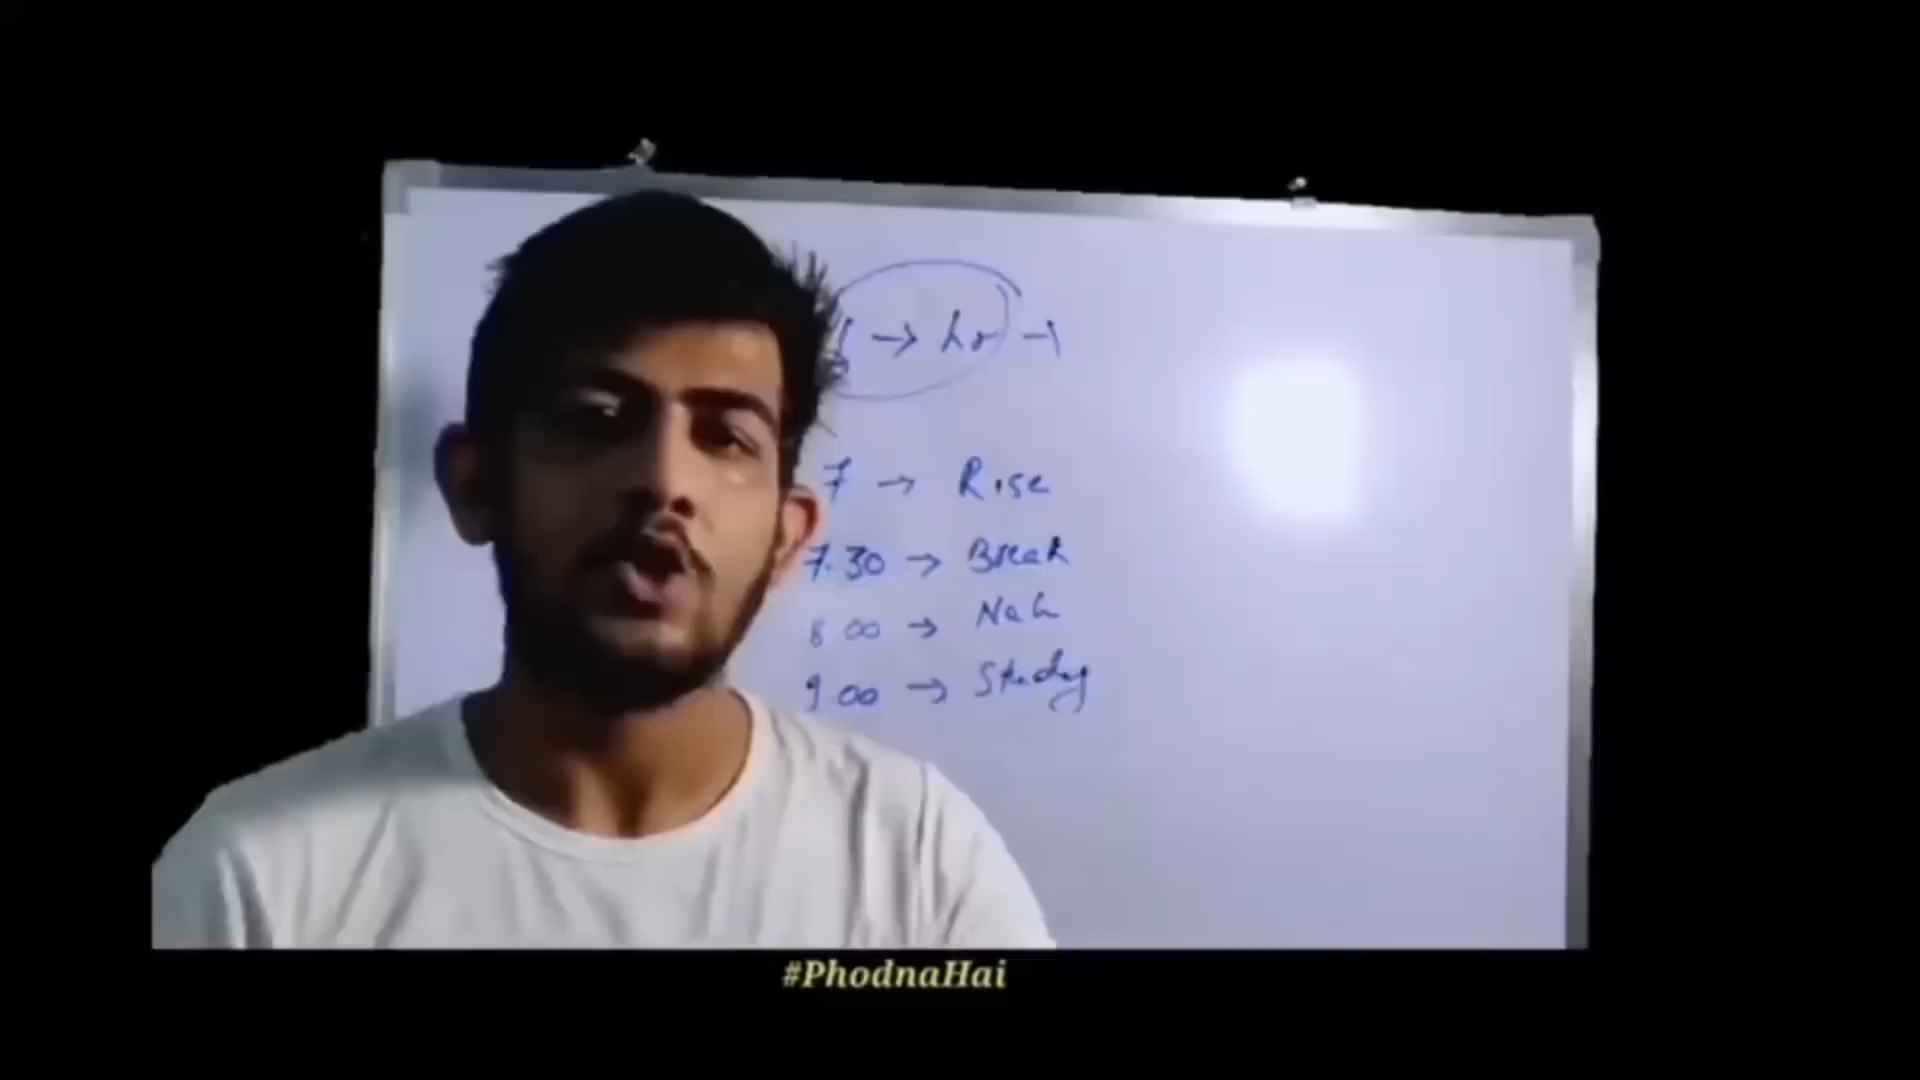 → hr
7 → Rise
7.30 → Break
8 00 → Nah
9 00 → Study
#PhodnaHai